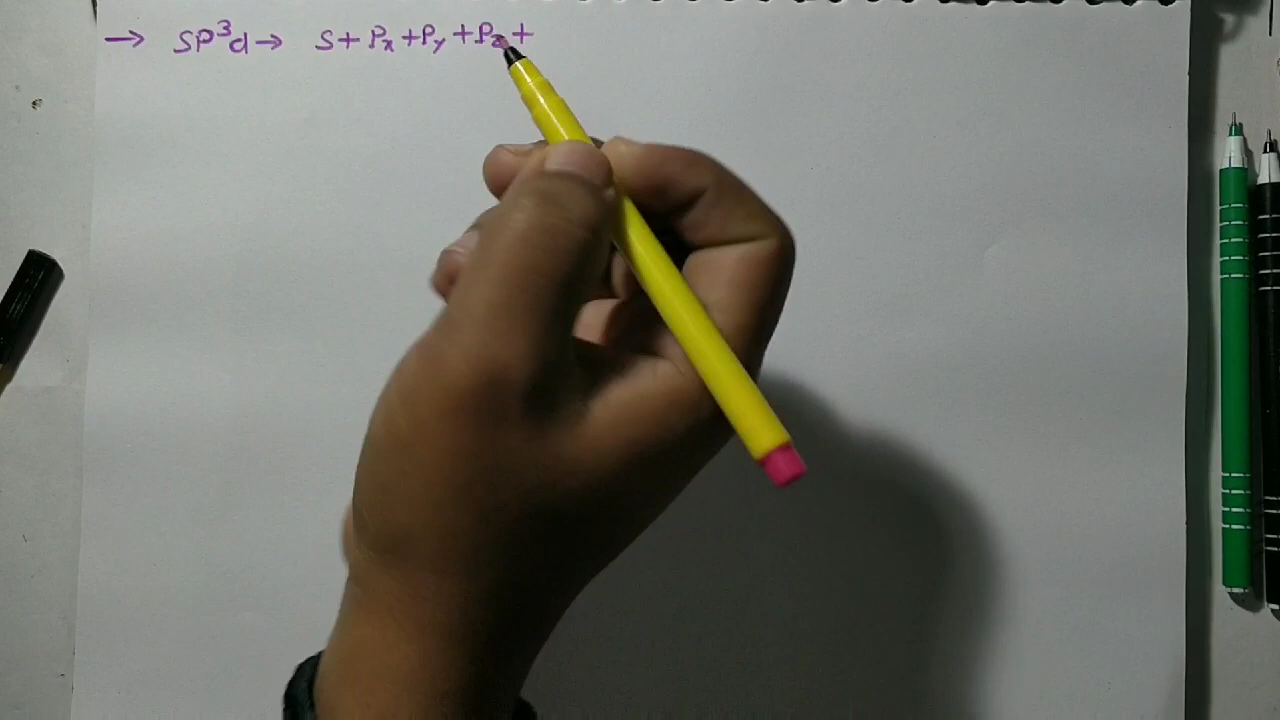 → SP³d → S + Px + Py + Pz +